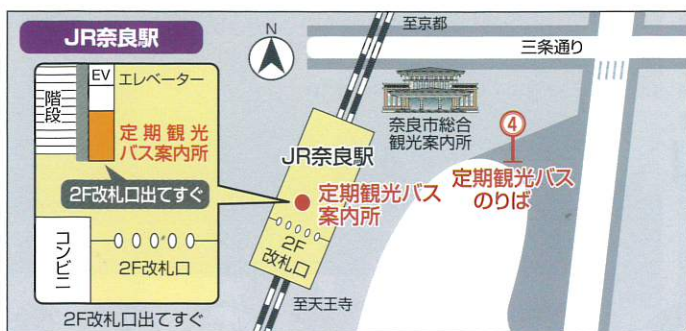 JR奈良駅
EV
エレベーター
階段
定期観光
バス案内所
2F改札口出てすぐ
コンビニ
2F改札口
2F改札口出てすぐ
N
至京都
三条通り
奈良市総合
観光案内所
JR奈良駅
4
定期観光バス
のりば
定期観光バス
案内所
2F
改札口
至天王寺